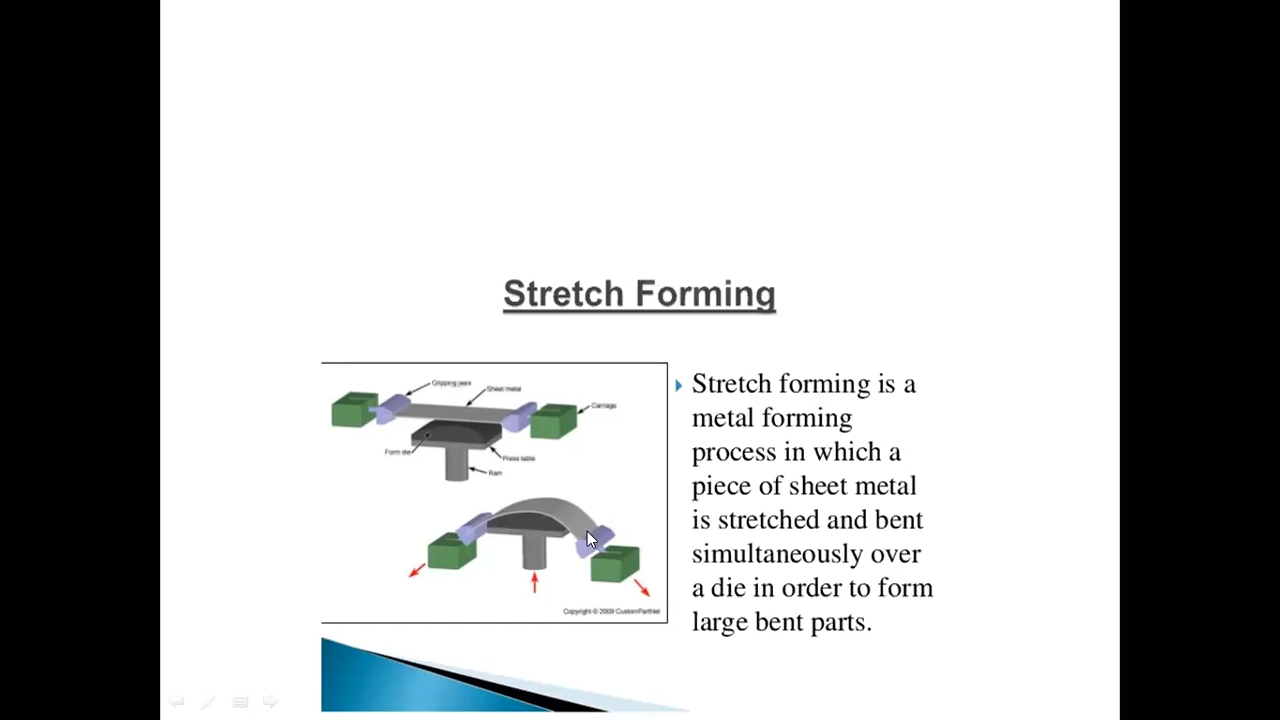 Stretch Forming
Gripping jaws
Sheet metal
Carriage
Form die
Press table
Ram
Copyright © 2009 CustomPartNet
Stretch forming is a
metal forming
process in which a
piece of sheet metal
is stretched and bent
simultaneously over
a die in order to form
large bent parts.